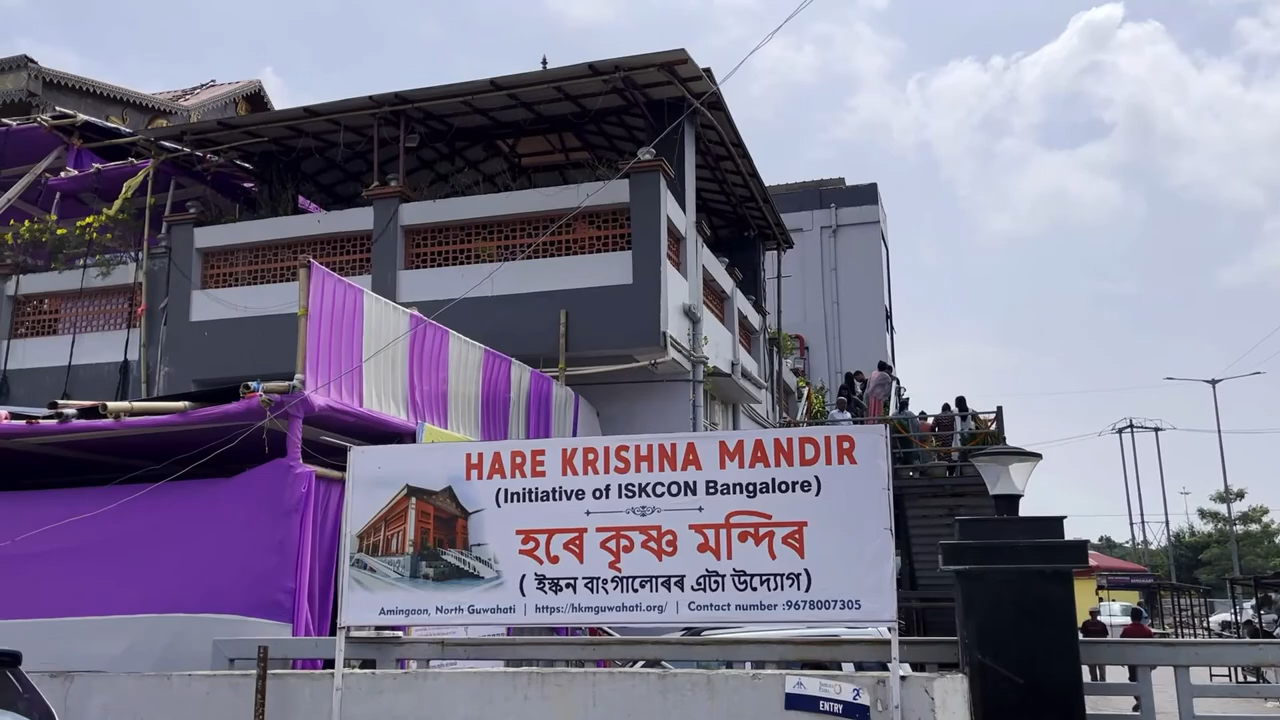 HARE KRISHNA MANDIR
(Initiative of ISKCON Bangalore)
হৰে কৃষ্ণ মন্দিৰ
( ইস্কন বাংগালোৰৰ এটা উদ্যোগ)
Amingaon, North Guwahati | https://hkmguwahati.org/ | Contact number :9678007305
ENTRY